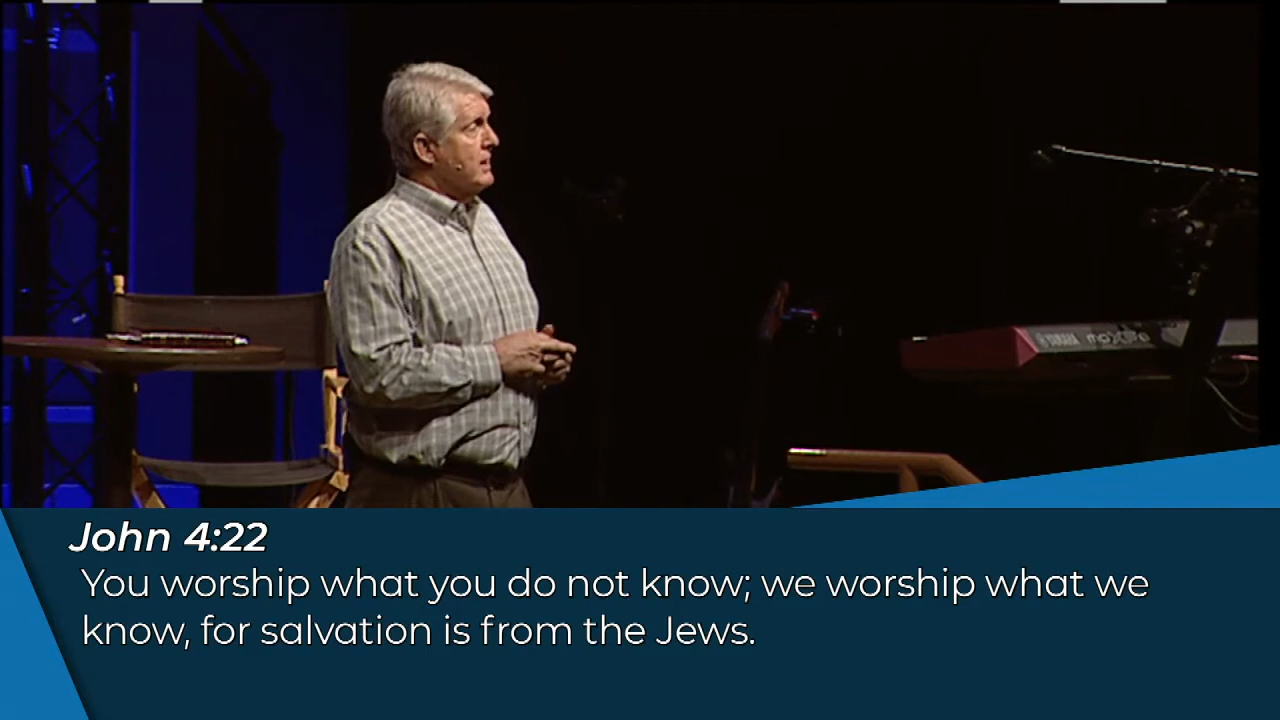 YAMAHA
John 4:22
You worship what you do not know; we worship what we
know, for salvation is from the Jews.